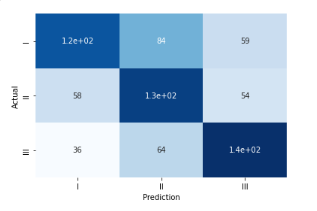 I
1.2e+02 84 59
Actual
II
58 1.3e+02 54
III
36 64 1.4e+02
I II III
Prediction